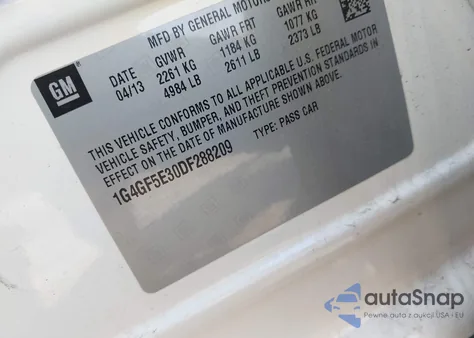 MFD BY GENERAL MOTORS
GM
DATE GVWR GAWR FRT GAWR RR
04/13 2261 KG 1184 KG 1077 KG
4984 LB 2611 LB 2373 LB
THIS VEHICLE CONFORMS TO ALL APPLICABLE U.S. FEDERAL MOTOR
VEHICLE SAFETY, BUMPER, AND THEFT PREVENTION STANDARDS IN
EFFECT ON THE DATE OF MANUFACTURE SHOWN ABOVE.
1G4GF5E30DF288209 TYPE: PASS CAR
autoSnap
Pewne auto z aukcji USA i EU